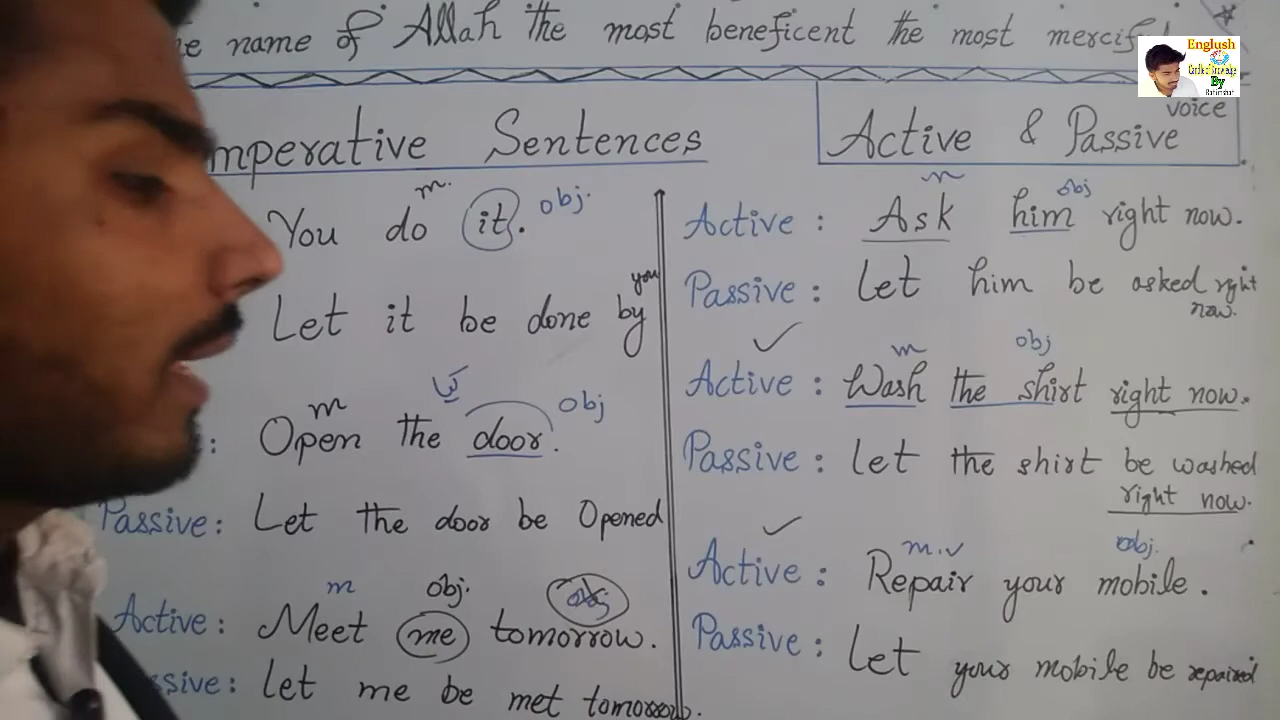 name of Allah the most beneficent the most
Englush
By
Imperative Sentences
Active & Passive voice
m.
You do it. obj.
you
Let it be done by
m
obj
Open the door.
Passive: Let the door be Opened
m obj. obj
Active: Meet me tomorrow.
Passive: let me be met tomorrow.
m obj
Active: Ask him right now.
Passive: Let him be asked right
now.
m obj
Active: Wash the shirt right now.
Passive: Let the shirt be washed
right now.
m.v obj.
Active: Repair your mobile.
Passive: Let your mobile be repaired